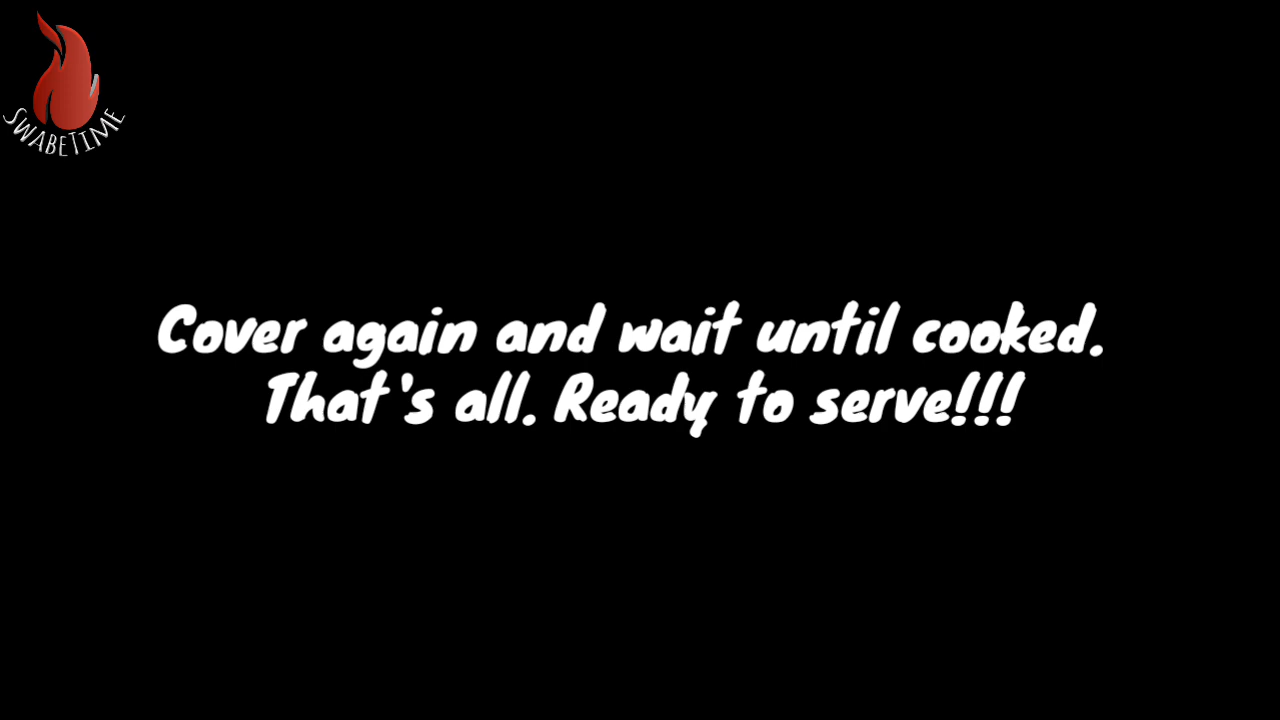 SWABETIME
Cover again and wait until cooked.
That's all. Ready to serve!!!